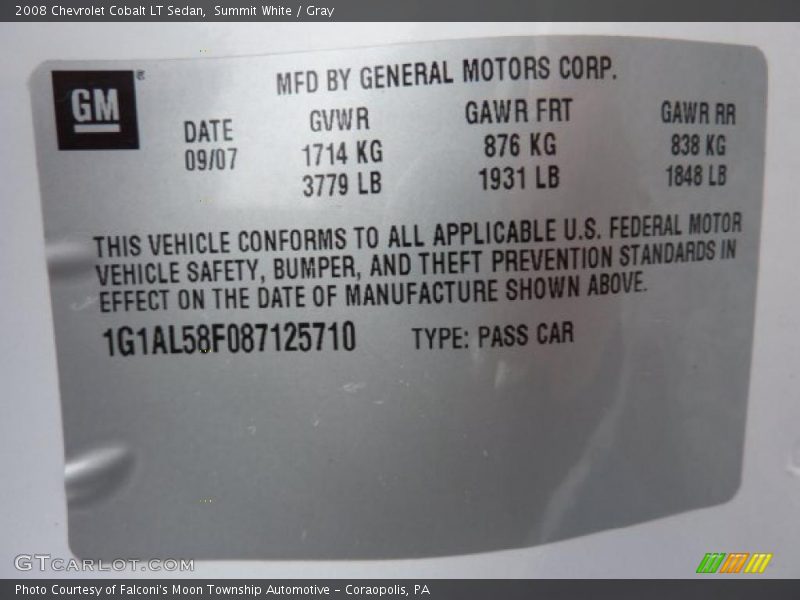 2008 Chevrolet Cobalt LT Sedan,  Summit White / Gray
GM®
MFD BY GENERAL MOTORS CORP.
DATE GVWR GAWR FRT GAWR RR
09/07 1714 KG 876 KG 838 KG
3779 LB 1931 LB 1848 LB
THIS VEHICLE CONFORMS TO ALL APPLICABLE U.S. FEDERAL MOTOR
VEHICLE SAFETY, BUMPER, AND THEFT PREVENTION STANDARDS IN
EFFECT ON THE DATE OF MANUFACTURE SHOWN ABOVE.
1G1AL58F087125710 TYPE: PASS CAR
GTCARLOT.COM
Photo Courtesy of Falconi's Moon Township Automotive – Coraopolis, PA